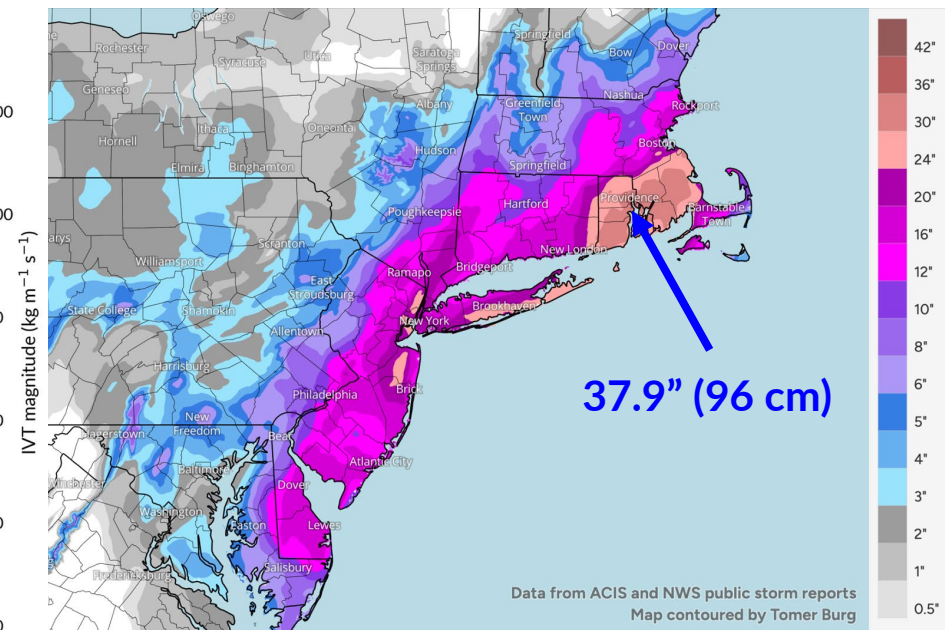 Oswego
Rochester
Syracuse
Utica
Saratoga
Springs
Springfield
Bow
Dover
Geneseo
Albany
Greenfield
Town
Nashua
Rockport
Hornell
Ithaca
Oneonta
Boston
Elmira
Binghamton
Hudson
Springfield
Poughkeepsie
Hartford
Providence
Barnstable
Town
Scranton
Williamsport
New London
Ramapo
Bridgeport
State College
Shamokin
East
Stroudsburg
Allentown
New York
Brookhaven
Harrisburg
Philadelphia
Brick
New
Freedom
Hagerstown
Bear
Baltimore
Atlantic City
Winchester
Dover
Washington
Easton
Lewes
Fredericksburg
Salisbury
IVT magnitude (kg m−1 s−1)
37.9” (96 cm)
Data from ACIS and NWS public storm reports
Map contoured by Tomer Burg
42"
36"
30"
24"
20"
16"
12"
10"
8"
6"
5"
4"
3"
2"
1"
0.5"